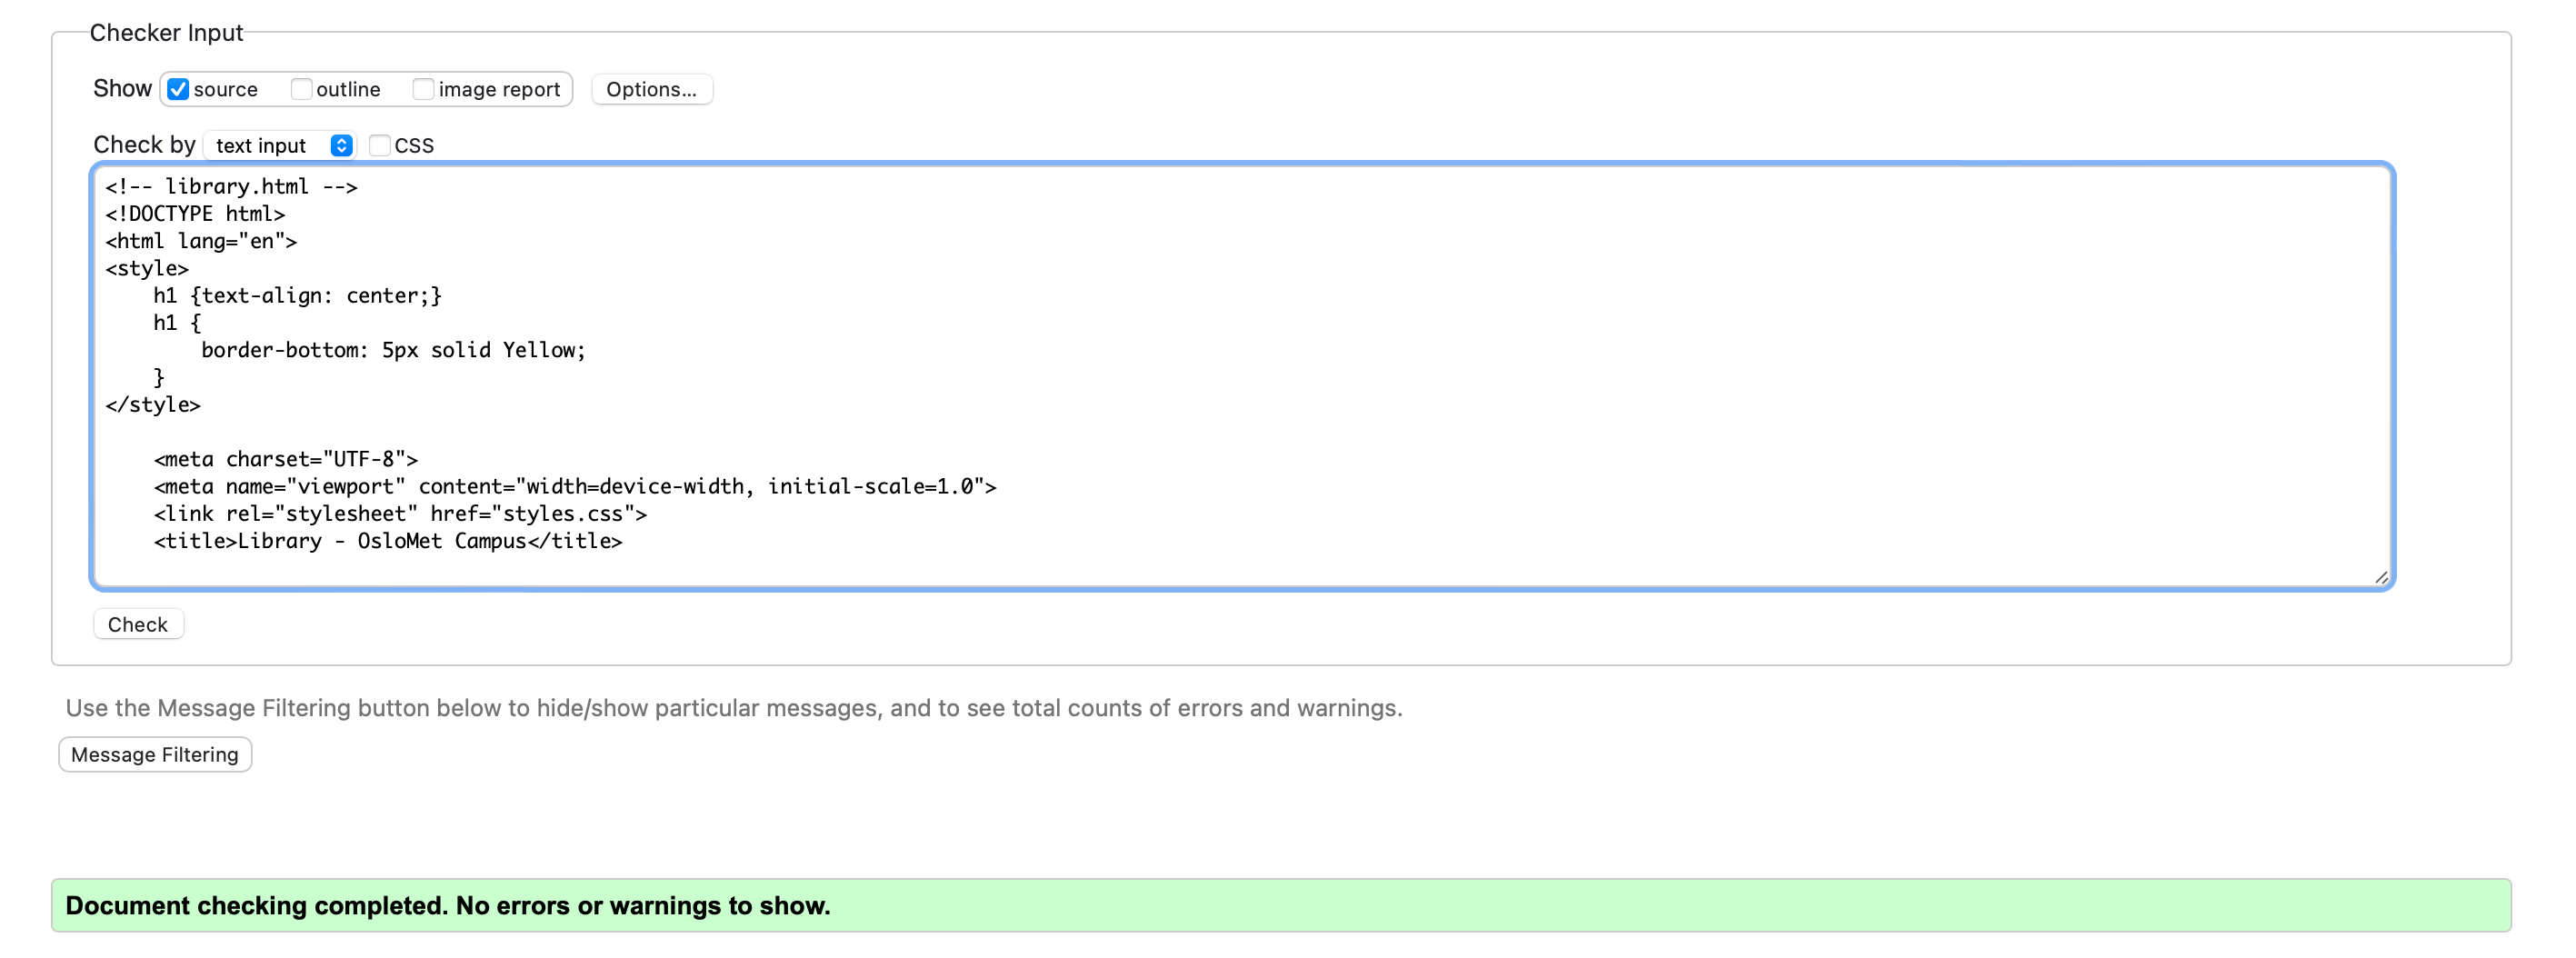 Checker Input
Show source outline image report Options...
Check by text input CSS
<!-- library.html -->
<!DOCTYPE html>
<html lang="en">
<style>
    h1 {text-align: center;}
    h1 {
        border-bottom: 5px solid Yellow;
    }
</style>
    <meta charset="UTF-8">
    <meta name="viewport" content="width=device-width, initial-scale=1.0">
    <link rel="stylesheet" href="styles.css">
    <title>Library - OsloMet Campus</title>
Check
Use the Message Filtering button below to hide/show particular messages, and to see total counts of errors and warnings.
Message Filtering
Document checking completed. No errors or warnings to show.